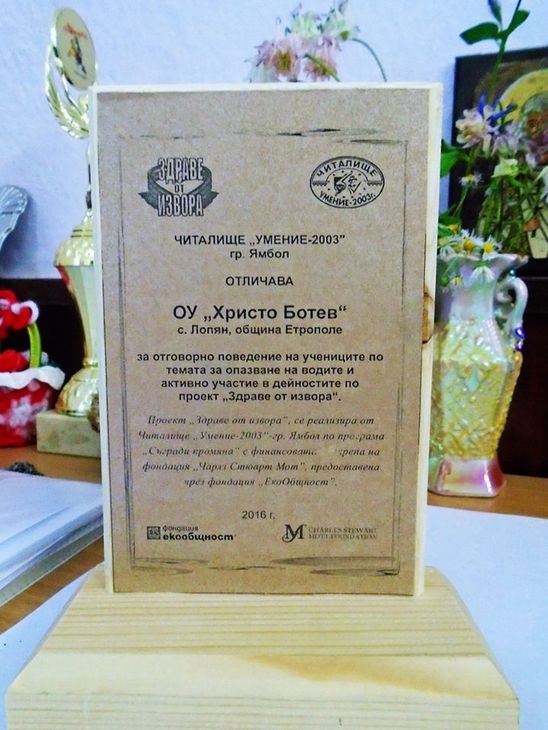 ЗДРАВЕ
ОТ
ИЗВОРА
ЧИТАЛИЩЕ
УМЕНИЕ-2003г.
ЧИТАЛИЩЕ „УМЕНИЕ-2003"
гр. Ямбол
ОТЛИЧАВА
ОУ „Христо Ботев“
с. Лопян, община Етрополе
за отговорно поведение на учениците по
темата за опазване на водите и
активно участие в дейностите по
проект „Здраве от извора“.
Проект „Здраве от извора“, се реализира от
Читалище „Умение-2003“-гр. Ямбол по програма
„Съгради промяна“ с финансовата
фондация „Чарлз Стюарт Мот“, предоставена
чрез фондация „ЕкоОбщност“.
2016 г.
фондация
екообщност
CHARLES STEWART
MOTT FOUNDATION